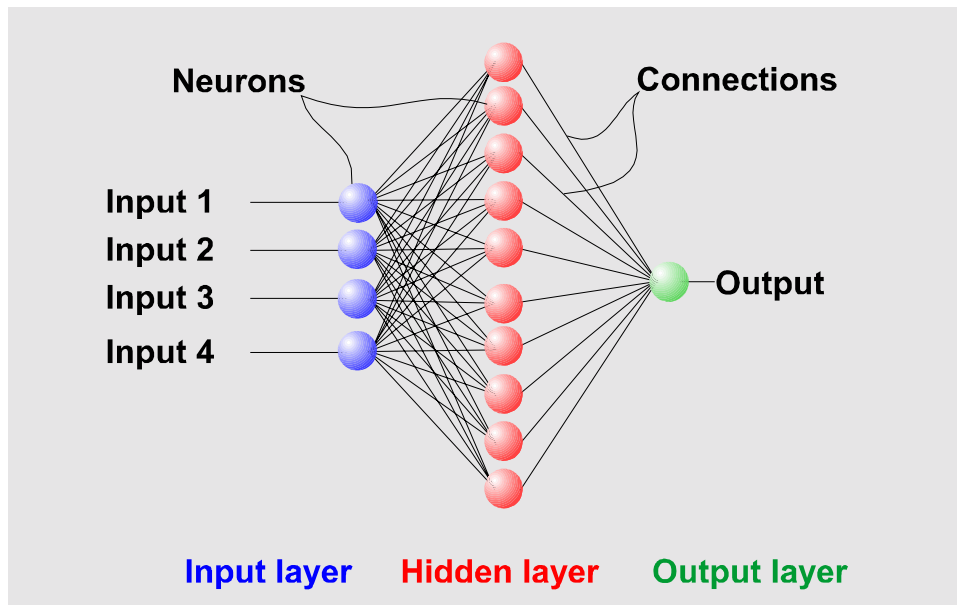 Neurons
Connections
Input 1
Input 2
Input 3
Input 4
Output
Input layer
Hidden layer
Output layer